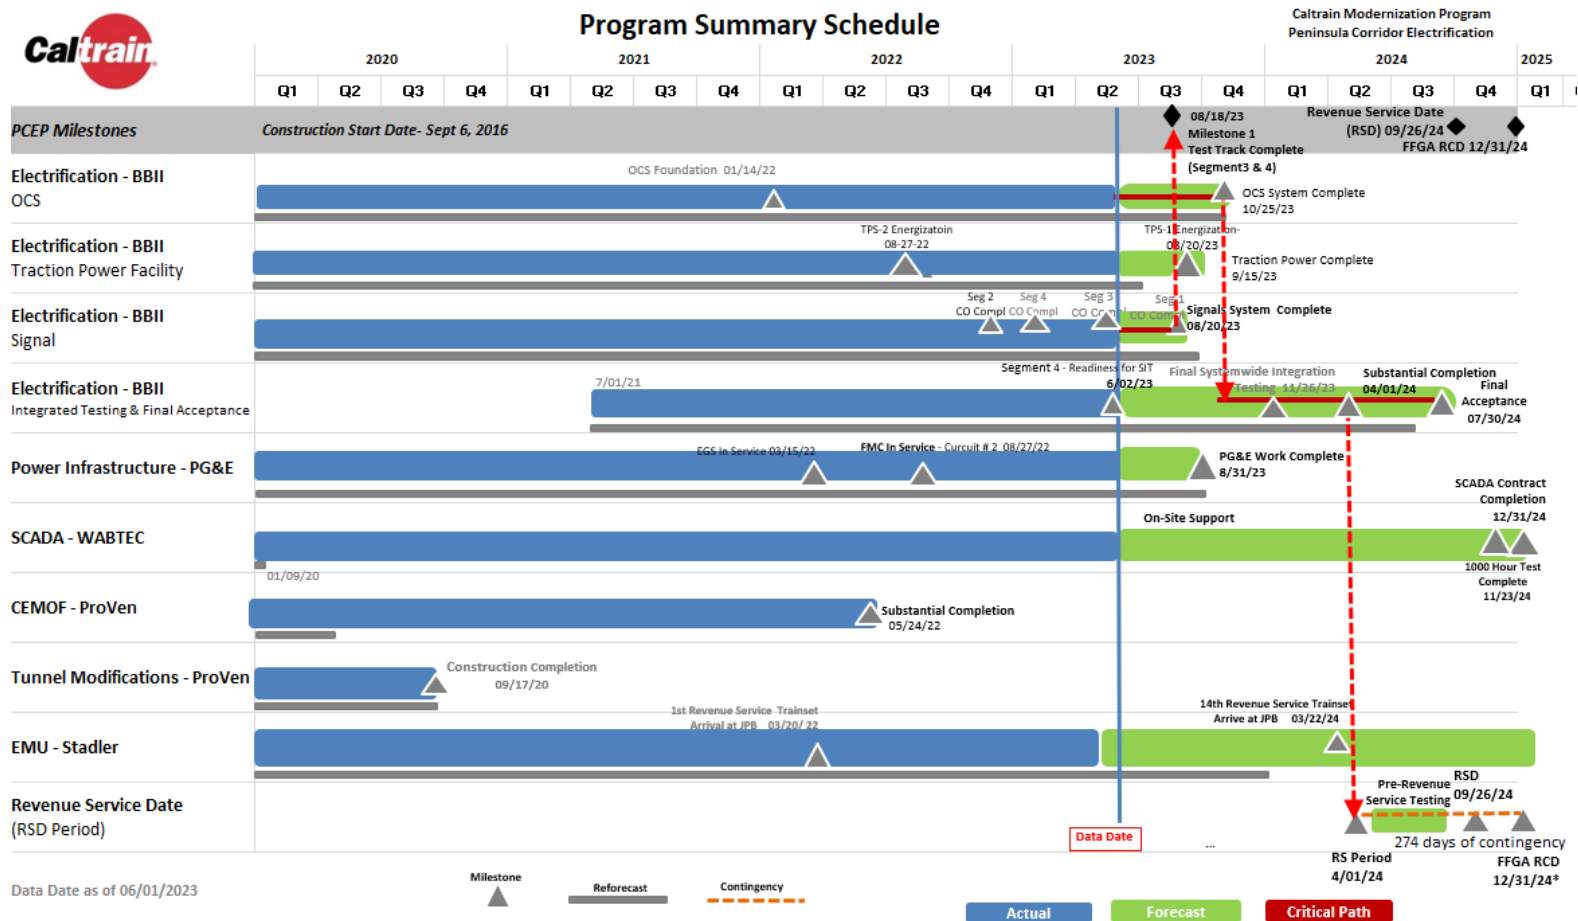 Caltrain
Program Summary Schedule
Caltrain Modernization Program
Peninsula Corridor Electrification
2020 2021 2022 2023 2024 2025
Q1 Q2 Q3 Q4 Q1 Q2 Q3 Q4 Q1 Q2 Q3 Q4 Q1 Q2 Q3 Q4 Q1 Q2 Q3 Q4 Q1
PCEP Milestones
Construction Start Date- Sept 6, 2016
08/18/23
Milestone 1
Test Track Complete
(Segment3 & 4)
Revenue Service Date
(RSD) 09/26/24
FFGA RCD 12/31/24
Electrification - BBII
OCS
OCS Foundation 01/14/22
OCS System Complete
10/25/23
Electrification - BBII
Traction Power Facility
TPS-2 Energizatoin
08-27-22
TPS-1 Energization-
08/20/23
Traction Power Complete
9/15/23
Electrification - BBII
Signal
Seg 2
CO Compl
Seg 4
CO Compl
Seg 3
CO Compl
Seg 1
CO Compl
Signals System Complete
08/20/23
Electrification - BBII
Integrated Testing & Final Acceptance
7/01/21
Segment 4 - Readiness for SIT
6/02/23
Final Systemwide Integration
Testing 11/26/23
Substantial Completion
04/01/24
Final
Acceptance
07/30/24
Power Infrastructure - PG&E
EGS In Service 03/15/22
FMC In Service - Curcuit # 2 08/27/22
PG&E Work Complete
8/31/23
SCADA - WABTEC
01/09/20
On-Site Support
SCADA Contract
Completion
12/31/24
1000 Hour Test
Complete
11/23/24
CEMOF - ProVen
Substantial Completion
05/24/22
Tunnel Modifications - ProVen
Construction Completion
09/17/20
EMU - Stadler
1st Revenue Service Trainset
Arrival at JPB 03/20/ 22
14th Revenue Service Trainset
Arrive at JPB 03/22/24
Revenue Service Date
(RSD Period)
Pre-Revenue
Service Testing
RSD
09/26/24
Data Date
...
274 days of contingency
RS Period
4/01/24
FFGA RCD
12/31/24*
Data Date as of 06/01/2023
Milestone
Reforecast
Contingency
Actual
Forecast
Critical Path